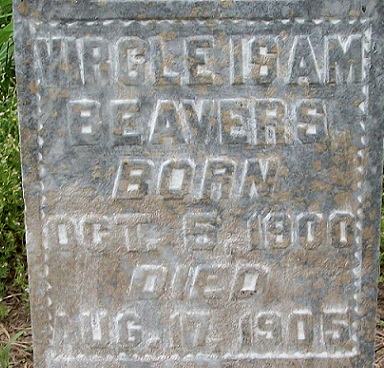 VIRGLE ISAM
BEAVERS
BORN
OCT. 5, 1900
DIED
AUG. 17, 1905